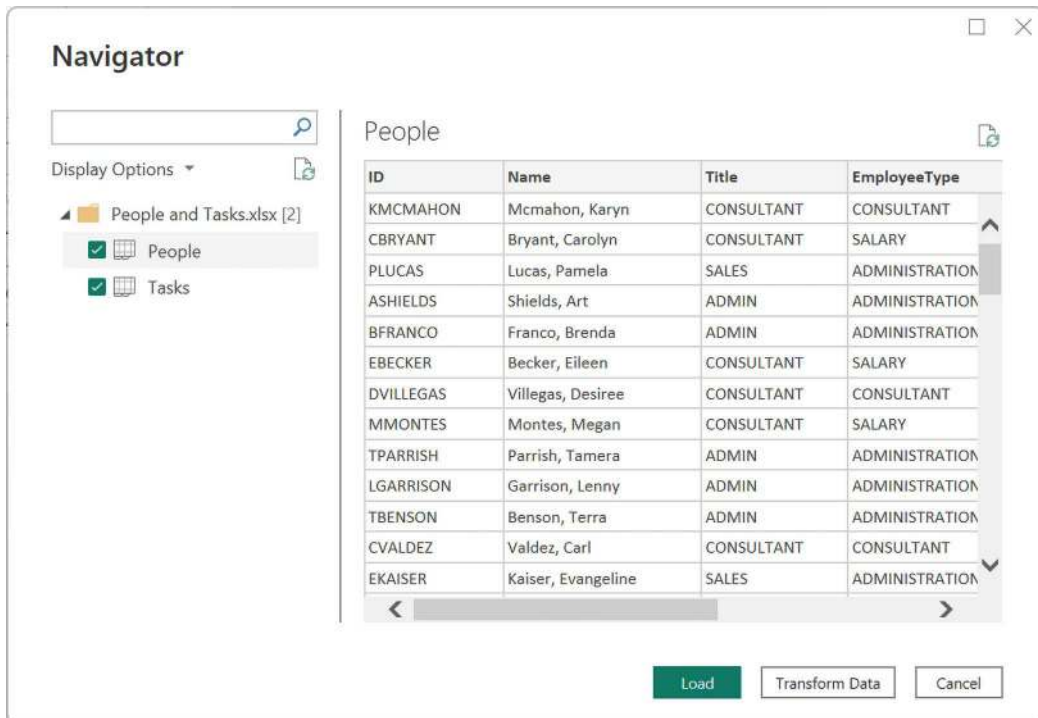 Navigator
Display Options
People and Tasks.xlsx [2]
People
Tasks
People
ID Name Title EmployeeType
KMCMAHON Mcmahon, Karyn CONSULTANT CONSULTANT
CBRYANT Bryant, Carolyn CONSULTANT SALARY
PLUCAS Lucas, Pamela SALES ADMINISTRATION
ASHIELDS Shields, Art ADMIN ADMINISTRATION
BFRANCO Franco, Brenda ADMIN ADMINISTRATION
EBECKER Becker, Eileen CONSULTANT SALARY
DVILLEGAS Villegas, Desiree CONSULTANT CONSULTANT
MMONTES Montes, Megan CONSULTANT SALARY
TPARRISH Parrish, Tamera ADMIN ADMINISTRATION
LGARRISON Garrison, Lenny ADMIN ADMINISTRATION
TBENSON Benson, Terra ADMIN ADMINISTRATION
CVALDEZ Valdez, Carl CONSULTANT CONSULTANT
EKAISER Kaiser, Evangeline SALES ADMINISTRATION
Load Transform Data Cancel